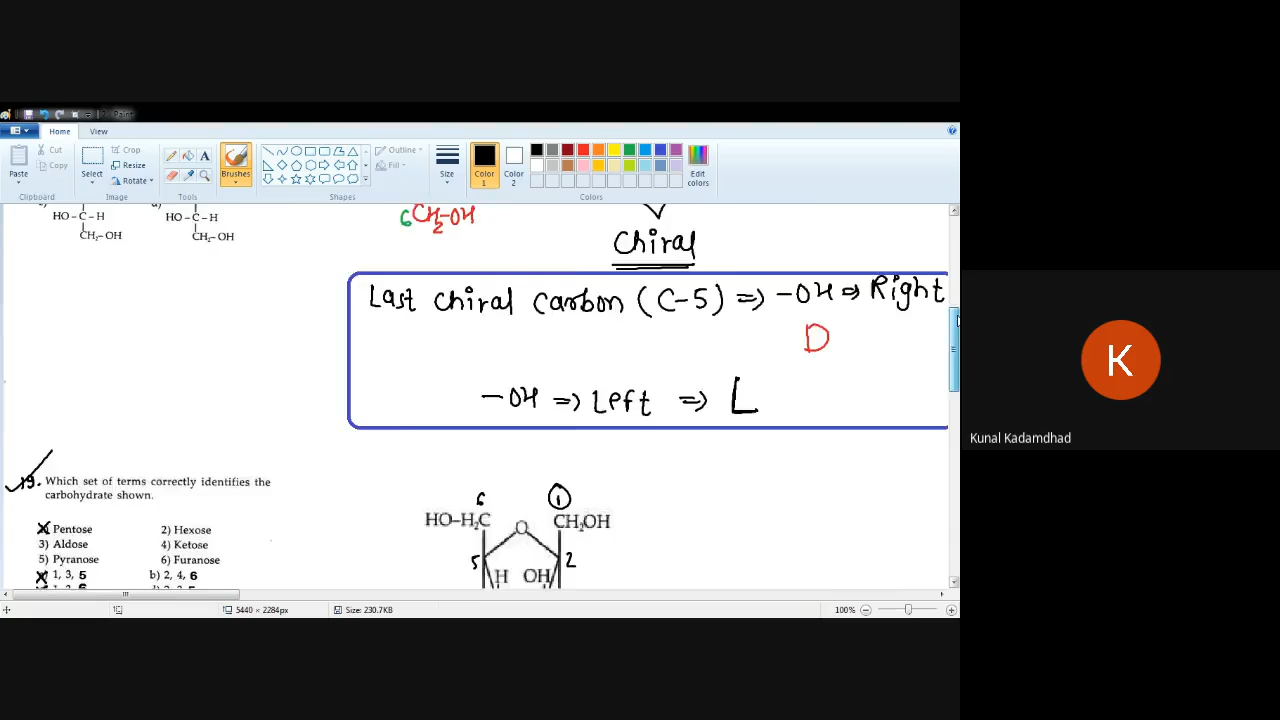 Paint
Home View
Cut
Copy
Paste
Crop
Resize
Rotate
Select
Brushes
Outline
Fill
Size
Color 1
Color 2
Edit colors
Clipboard Image Tools Shapes Colors
HO-C-H HO-C-H
CH₂-OH CH₂-OH
6 CH₂-OH
Chiral
Last chiral carbon (C-5) => -OH => Right
D
-OH => Left => L
19. Which set of terms correctly identifies the
carbohydrate shown.
1) Pentose 2) Hexose
3) Aldose 4) Ketose
5) Pyranose 6) Furanose
1, 3, 5 b) 2, 4, 6
6 1
HO-H₂C O CH₂OH
5 2
H OH
5440 × 2284px
Size: 230.7KB
100%
K
Kunal Kadamdhad